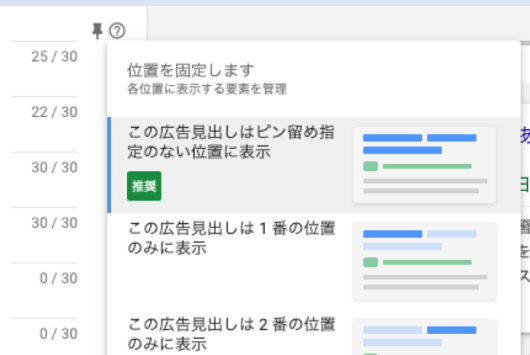 25 / 30
位置を固定します
各位置に表示する要素を管理
22 / 30
この広告見出しはピン留め指
定のない位置に表示
推奨
30 / 30
30 / 30
この広告見出しは 1 番の位置
のみに表示
0 / 30
0 / 30
この広告見出しは 2 番の位置
のみに表示